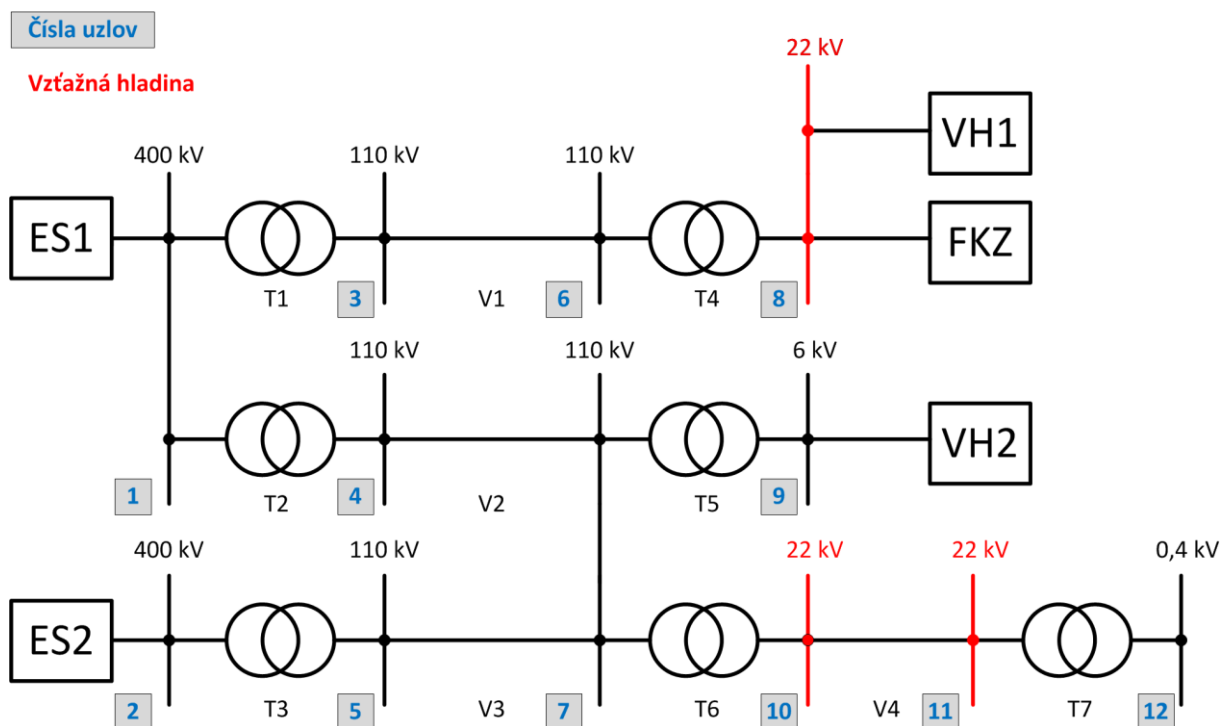 Čísla uzlov
Vzťažná hladina
22 kV
VH1
400 kV
110 kV
110 kV
ES1
FKZ
T1
3
V1
6
T4
8
110 kV
110 kV
6 kV
VH2
1
T2
4
V2
T5
9
400 kV
110 kV
22 kV
22 kV
0,4 kV
ES2
2
T3
5
V3
7
T6
10
V4
11
T7
12